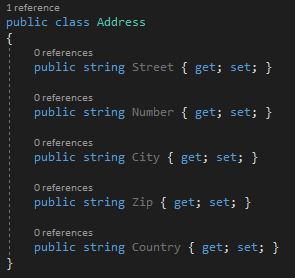 1 reference
public class Address
{
0 references
public string Street { get; set; }
0 references
public string Number { get; set; }
0 references
public string City { get; set; }
0 references
public string Zip { get; set; }
0 references
public string Country { get; set; }
}